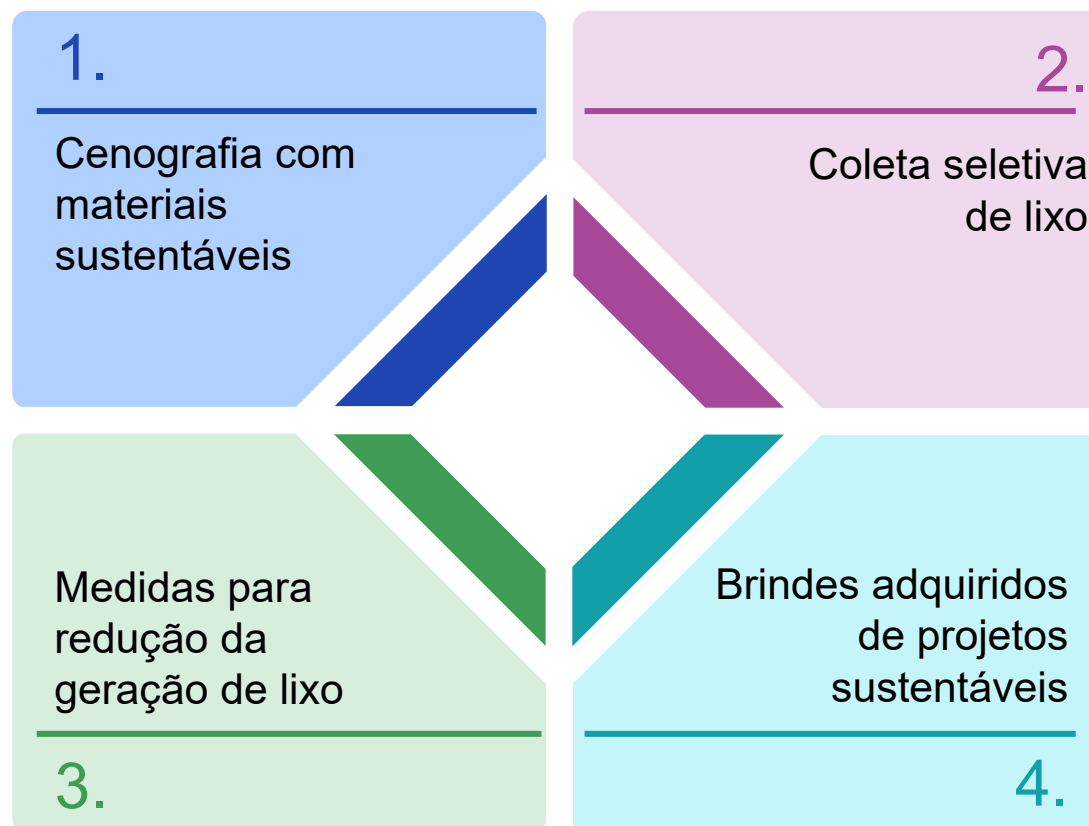 1.
Cenografia com
materiais
sustentáveis
2.
Coleta seletiva
de lixo
Medidas para
redução da
geração de lixo
3.
Brindes adquiridos
de projetos
sustentáveis
4.